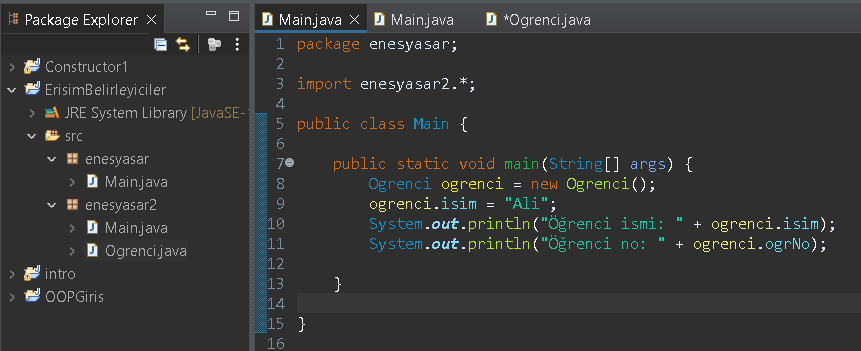 Package Explorer
Constructor1
ErisimBelirleyiciler
JRE System Library [JavaSE-
src
enesyasar
Main.java
enesyasar2
Main.java
Ogrenci.java
intro
OOPGiris
Main.java Main.java *Ogrenci.java
1 package enesyasar;
2
3 import enesyasar2.*;
4
5 public class Main {
6
7 public static void main(String[] args) {
8 Ogrenci ogrenci = new Ogrenci();
9 ogrenci.isim = "Ali";
10 System.out.println("Öğrenci ismi: " + ogrenci.isim);
11 System.out.println("Öğrenci no: " + ogrenci.ogrNo);
12
13 }
14
15 }
16